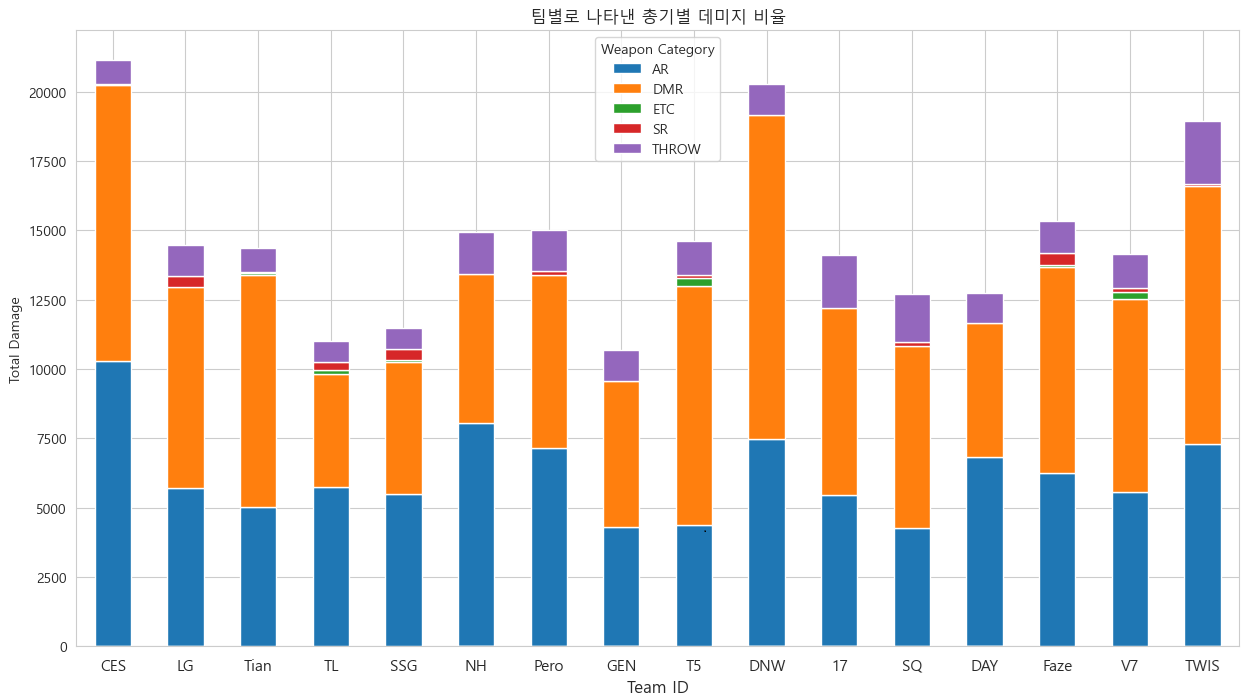 팀별로 나타낸 총기별 데미지 비율
Weapon Category
AR
DMR
ETC
SR
THROW
Total Damage
20000
17500
15000
12500
10000
7500
5000
2500
0
CES LG Tian TL SSG NH Pero GEN T5 DNW 17 SQ DAY Faze V7 TWIS
Team ID